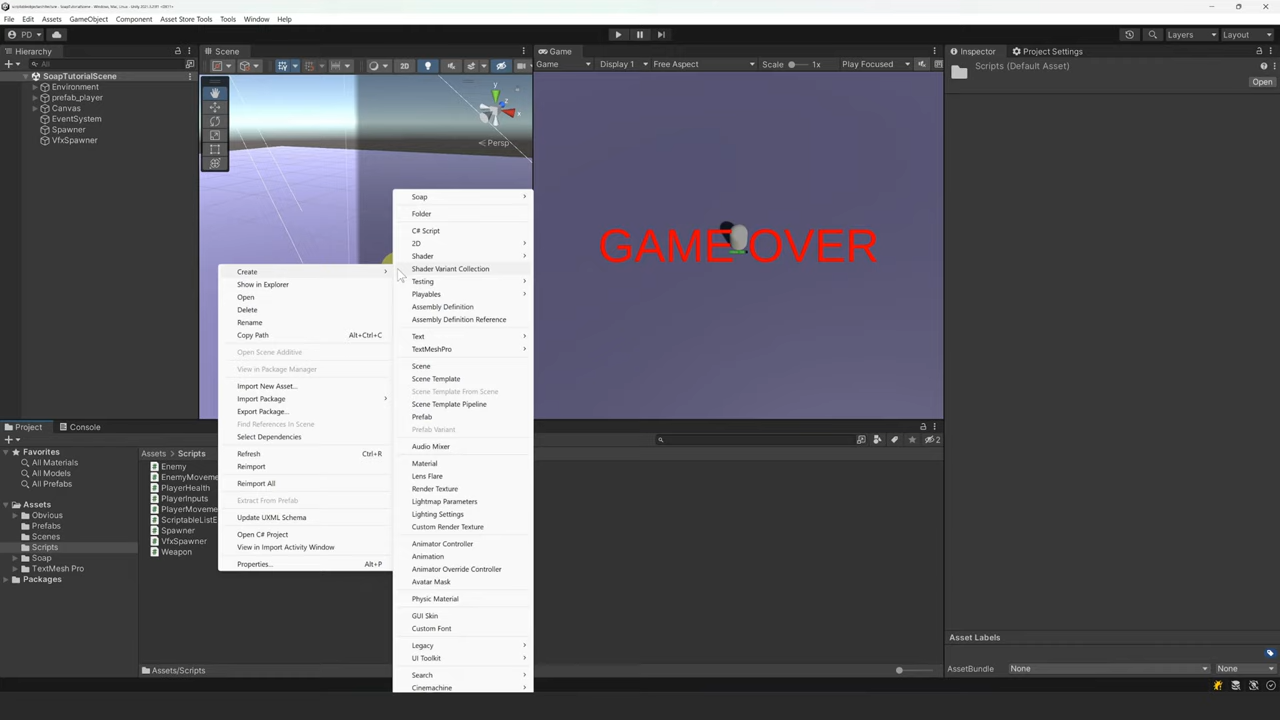 File Edit Assets GameObject Component Asset Store Tools Tools Window Help
PD Layers Layout
Hierarchy
All
SoapTutorialScene
Environment
prefab_player
Canvas
EventSystem
Spawner
VfxSpawner
Scene
2D
y
x
Persp
Game
Game Display 1 Free Aspect Scale 1x Play Focused
GAME OVER
Inspector Project Settings
Scripts (Default Asset)
Open
Create
Show in Explorer
Open
Delete
Rename
Copy Path Alt+Ctrl+C
Open Scene Additive
View in Package Manager
Import New Asset...
Import Package
Export Package...
Find References In Scene
Select Dependencies
Refresh Ctrl+R
Reimport
Reimport All
Extract From Prefab
Update UXML Schema
Open C# Project
View in Import Activity Window
Properties... Alt+P
Soap
Folder
C# Script
2D
Shader
Shader Variant Collection
Testing
Playables
Assembly Definition
Assembly Definition Reference
Text
TextMeshPro
Scene
Scene Template
Scene Template From Scene
Scene Template Pipeline
Prefab
Prefab Variant
Audio Mixer
Material
Lens Flare
Render Texture
Lightmap Parameters
Lighting Settings
Custom Render Texture
Animator Controller
Animation
Animator Override Controller
Avatar Mask
Physic Material
GUI Skin
Custom Font
Legacy
UI Toolkit
Search
Cinemachine
Project Console
2
Favorites
All Materials
All Models
All Prefabs
Assets
Obvious
Prefabs
Scenes
Scripts
Soap
TextMesh Pro
Packages
Assets Scripts
Enemy
EnemyMoveme
PlayerHealth
PlayerInputs
PlayerMoveme
ScriptableListE
Spawner
VfxSpawner
Weapon
Assets/Scripts
Asset Labels
AssetBundle None None